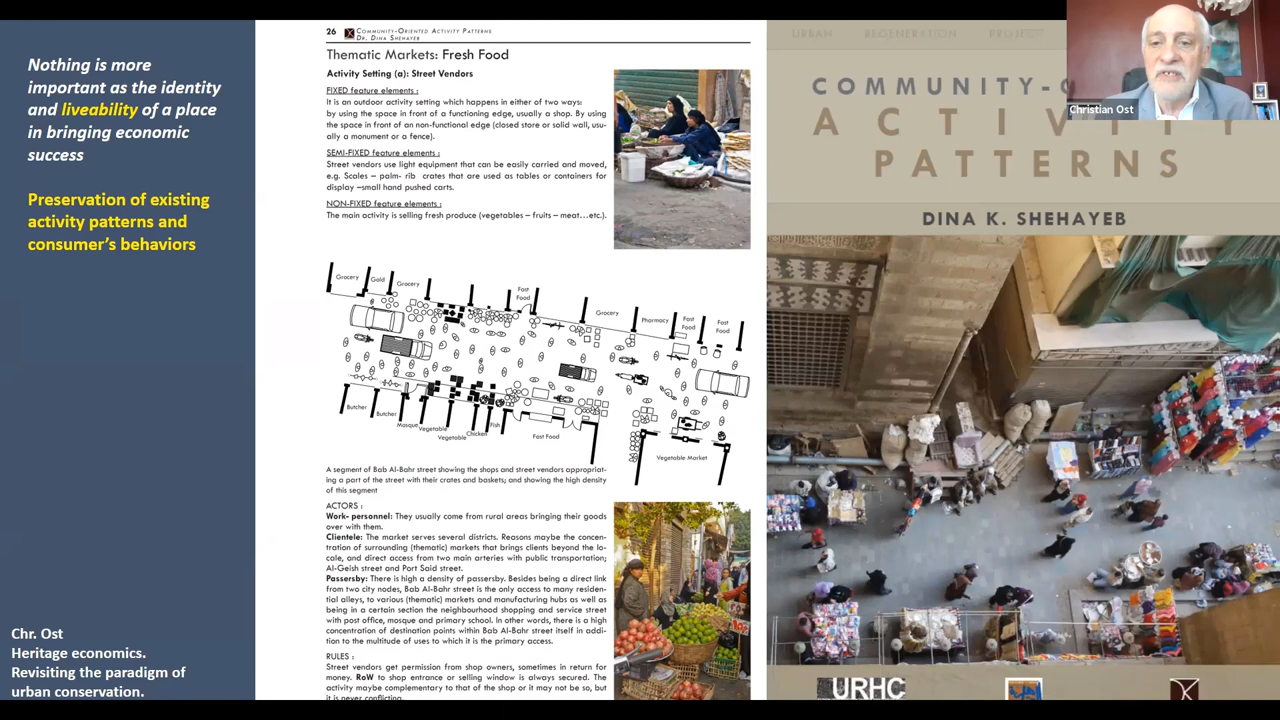 Nothing is more
important as the identity
and liveability of a place
in bringing economic
success
Preservation of existing
activity patterns and
consumer's behaviors
Chr. Ost
Heritage economics.
Revisiting the paradigm of
urban conservation.
26
COMMUNITY-ORIENTED ACTIVITY PATTERNS
DR. DINA SHEHAYEB
Thematic Markets: Fresh Food
Activity Setting (a): Street Vendors
FIXED feature elements :
It is an outdoor activity setting which happens in either of two ways:
by using the space in front of a functioning edge, usually a shop. By using
the space in front of an non-functional edge (closed store or solid wall, usu-
ally a monument or a fence).
SEMI-FIXED feature elements :
Street vendors use light equipment that can be easily carried and moved,
e.g. Scales – palm- rib crates that are used as tables or containers for
display –small hand pushed carts.
NON-FIXED feature elements :
The main activity is selling fresh produce (vegetables – fruits – meat...etc.).
Grocery
Gold
Grocery
Fast
Food
Grocery
Pharmacy
Fast
Food
Fast
Food
Butcher
Butcher
Mosque
Vegetable
Vegetable
Chicken
Fish
Fast Food
Vegetable Market
A segment of Bab Al-Bahr street showing the shops and street vendors appropriat-
ing a part of the street with their crates and baskets; and showing the high density
of this segment
ACTORS :
Work- personnel: They usually come from rural areas bringing their goods
over with them.
Clientele: The market serves several districts. Reasons maybe the concen-
tration of surrounding (thematic) markets that brings clients beyond the lo-
cale, and direct access from two main arteries with public transportation;
Al-Geish street and Port Said street.
Passersby: There is high a density of passerby. Besides being a direct link
from two city nodes, Bab Al-Bahr street is the only access to many residen-
tial alleys, to various (thematic) markets and manufacturing hubs as well as
being in a certain section the neighbourhood shopping and service street
with post office, mosque and primary school. In other words, there is a high
concentration of destination points within Bab Al-Bahr street itself in addi-
tion to the multitude of uses to which it is the primary access.
RULES :
Street vendors get permission from shop owners, sometimes in return for
money. RoW to shop entrance or selling window is always secured. The
activity maybe complementary to that of the shop or it may not be so, but
it is never conflicting.
URBAN REGENERATION
COMMUNITY-O
ACTIVITY
PATTERNS
DINA K. SHEHAYEB
URHC
Christian Ost